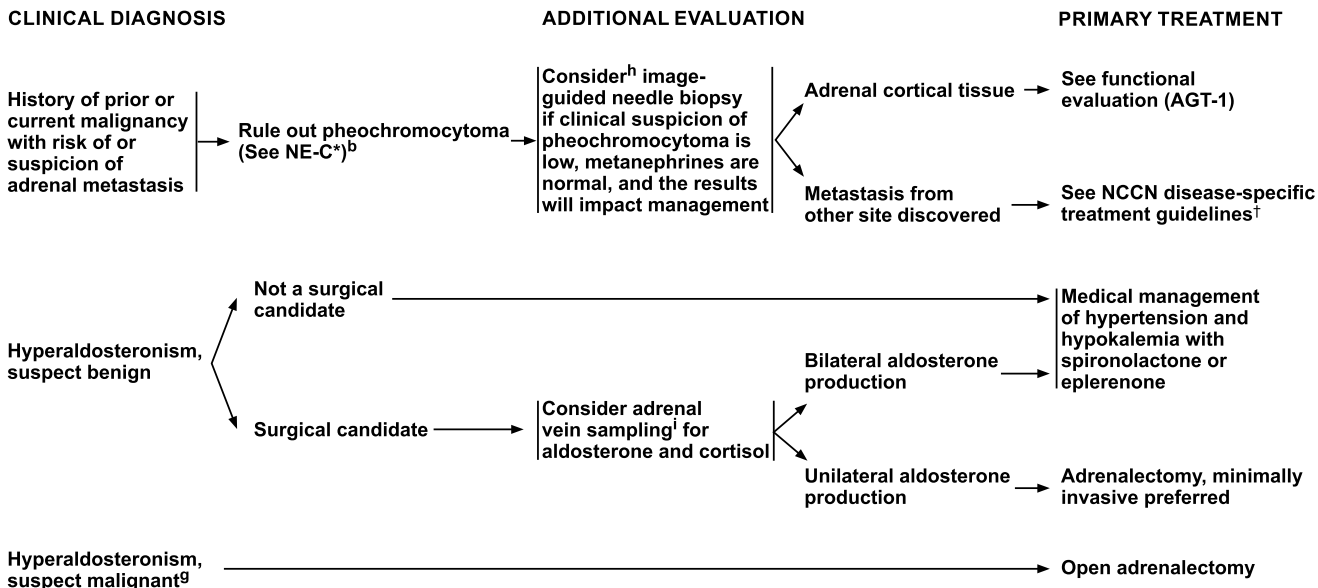 CLINICAL DIAGNOSIS
ADDITIONAL EVALUATION
PRIMARY TREATMENT
History of prior or
current malignancy
with risk of or
suspicion of
adrenal metastasis
Rule out pheochromocytoma
(See NE-C*)b
Considerh image-
guided needle biopsy
if clinical suspicion of
pheochromocytoma is
low, metanephrines are
normal, and the results
will impact management
Adrenal cortical tissue
See functional
evaluation (AGT-1)
Metastasis from
other site discovered
See NCCN disease-specific
treatment guidelines†
Hyperaldosteronism,
suspect benign
Not a surgical
candidate
Surgical candidate
Consider adrenal
vein samplingi for
aldosterone and cortisol
Bilateral aldosterone
production
Medical management
of hypertension and
hypokalemia with
spironolactone or
eplerenone
Unilateral aldosterone
production
Adrenalectomy, minimally
invasive preferred
Hyperaldosteronism,
suspect malignantg
Open adrenalectomy